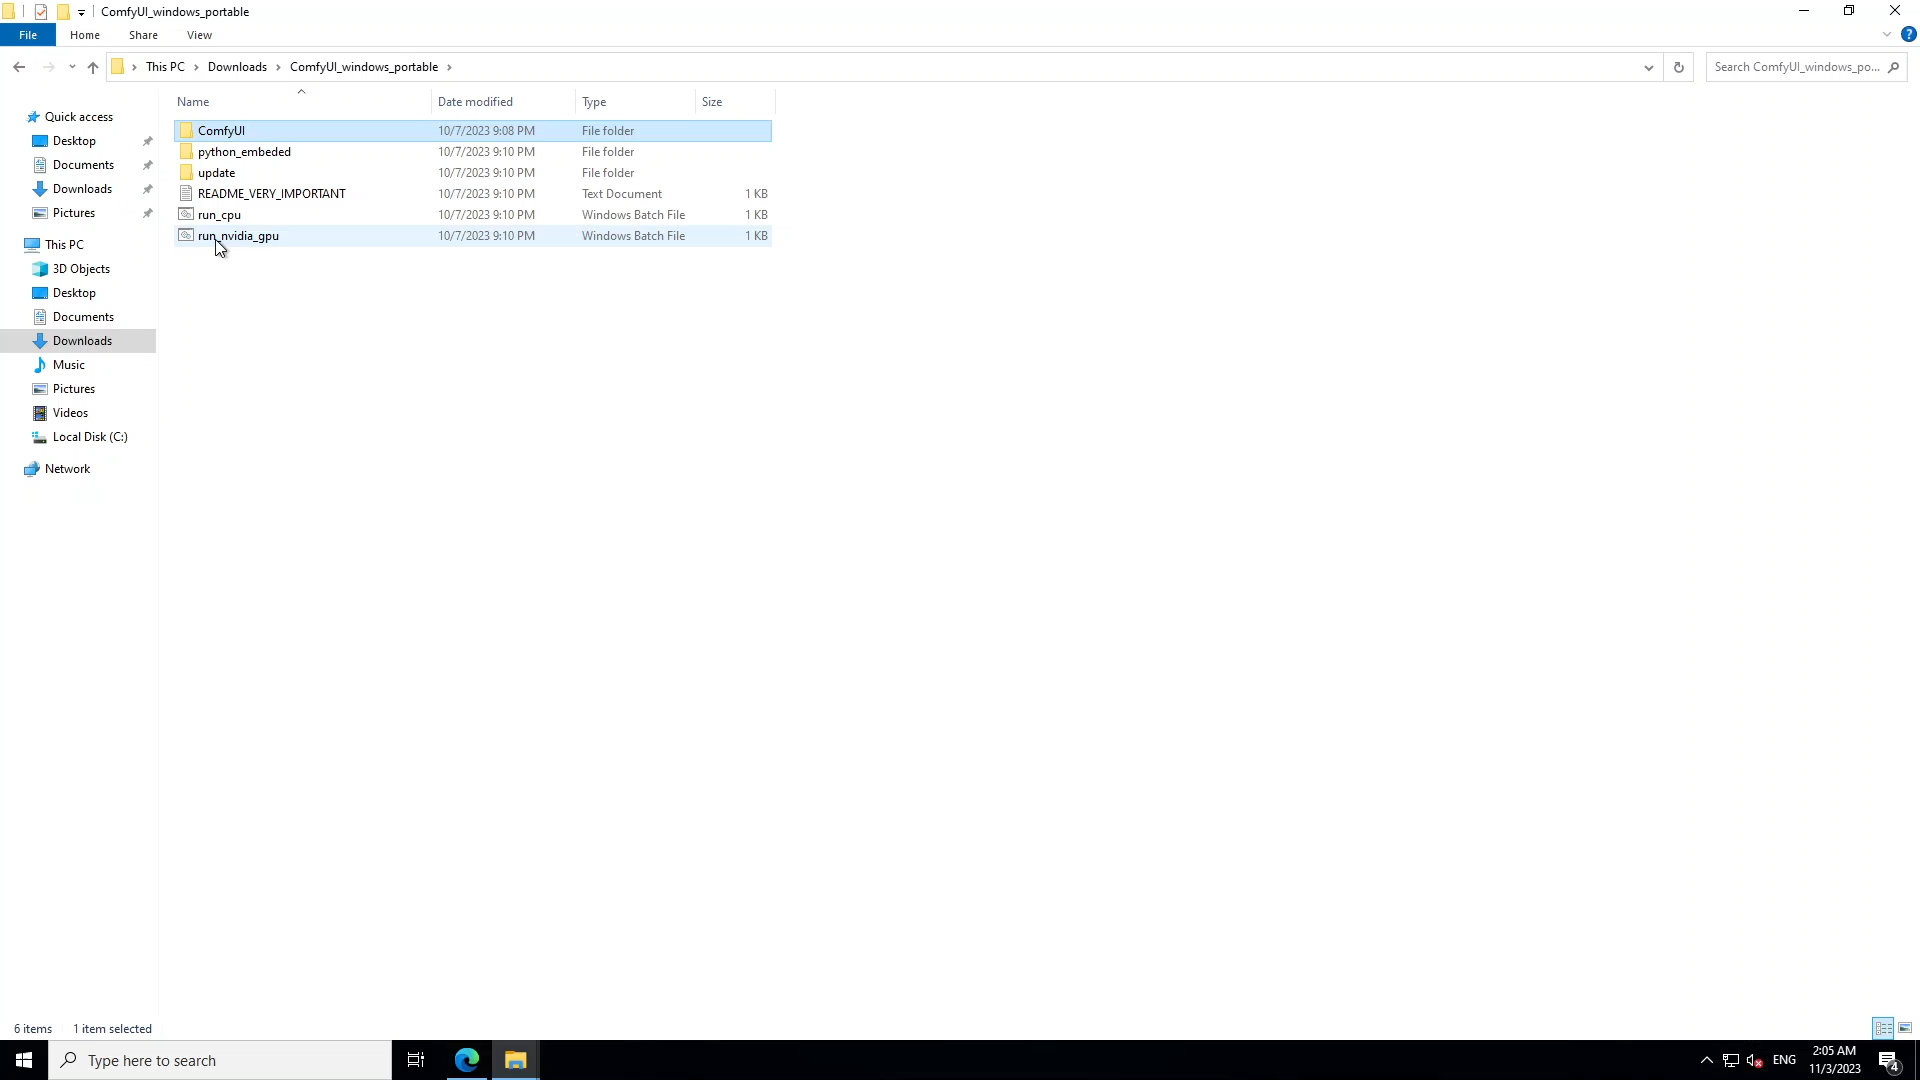 ComfyUI_windows_portable
File Home Share View ?
This PC Downloads ComfyUI_windows_portable Search ComfyUI_windows_po...
Name Date modified Type Size
Quick access
Desktop
Documents
Downloads
Pictures
This PC
3D Objects
Desktop
Documents
Downloads
Music
Pictures
Videos
Local Disk (C:)
Network
ComfyUI 10/7/2023 9:08 PM File folder
python_embeded 10/7/2023 9:10 PM File folder
update 10/7/2023 9:10 PM File folder
README_VERY_IMPORTANT 10/7/2023 9:10 PM Text Document 1 KB
run_cpu 10/7/2023 9:10 PM Windows Batch File 1 KB
run_nvidia_gpu 10/7/2023 9:10 PM Windows Batch File 1 KB
6 items 1 item selected
Type here to search ENG 2:05 AM 4
11/3/2023